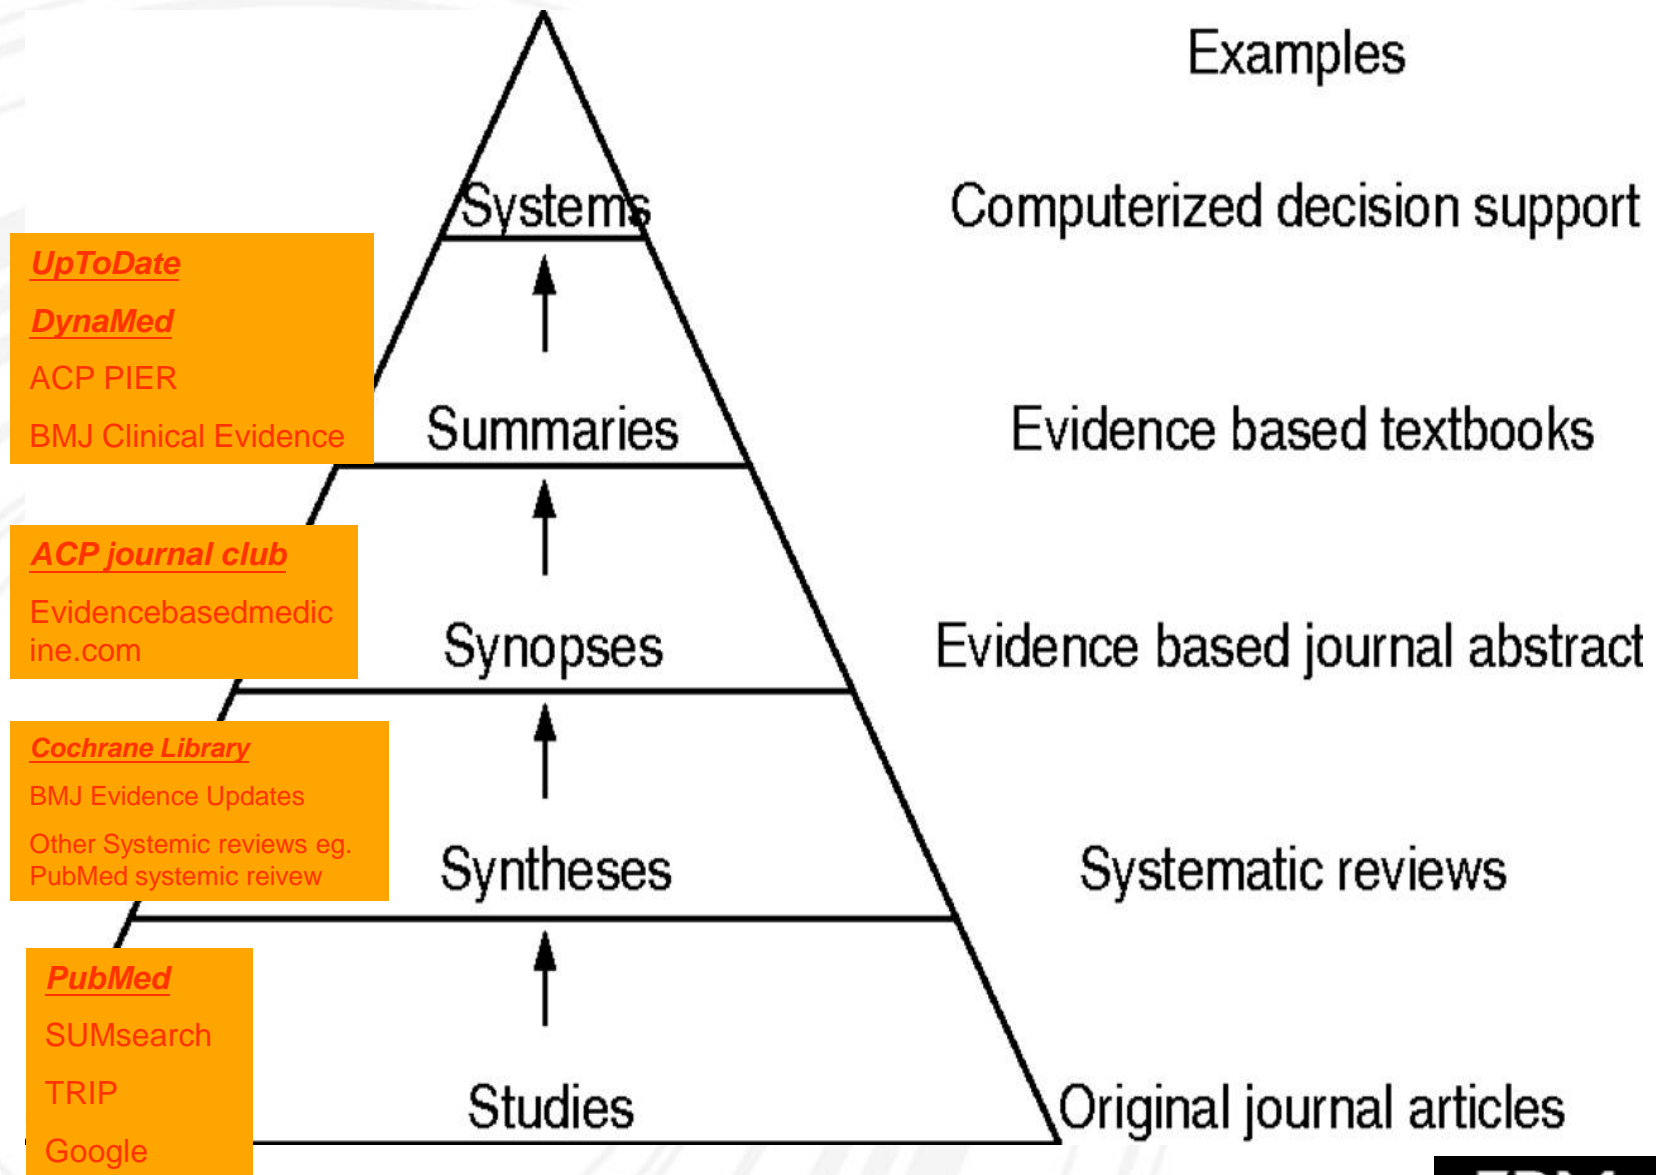 Examples
Systems
Computerized decision support
UpToDate
DynaMed
ACP PIER
BMJ Clinical Evidence
Summaries
Evidence based textbooks
ACP journal club
Evidencebasedmedic
ine.com
Synopses
Evidence based journal abstract
Cochrane Library
BMJ Evidence Updates
Other Systemic reviews eg.
PubMed systemic reivew
Syntheses
Systematic reviews
PubMed
SUMsearch
TRIP
Google
Studies
Original journal articles